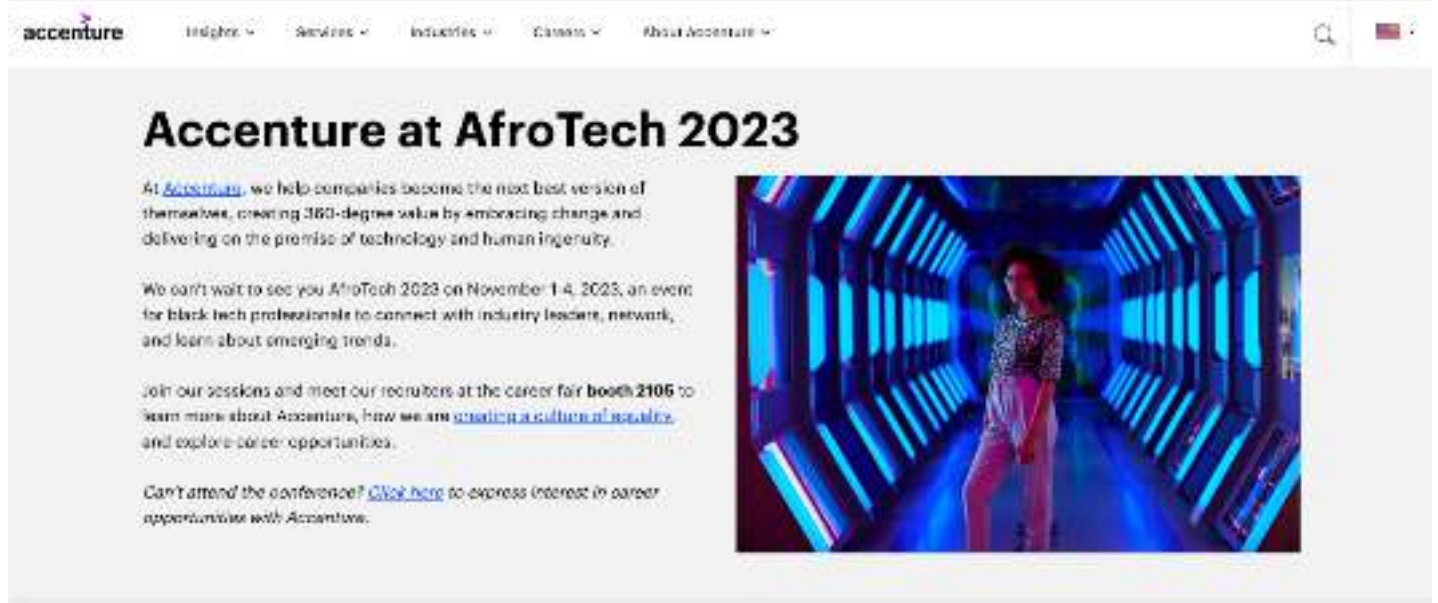 accenture
Insights
Services
Industries
Careers
About Accenture
Accenture at AfroTech 2023
At Accenture, we help companies become the next best version of
themselves, creating 360-degree value by embracing change and
delivering on the promise of technology and human ingenuity.
We can't wait to see you AfroTech 2023 on November 1-4, 2023, an event
for black tech professionals to connect with industry leaders, network,
and learn about emerging trends.
Join our sessions and meet our recruiters at the career fair booth 2105 to
learn more about Accenture, how we are creating a culture of equality,
and explore career opportunities.
Can't attend the conference? Click here to express interest in career
opportunities with Accenture.